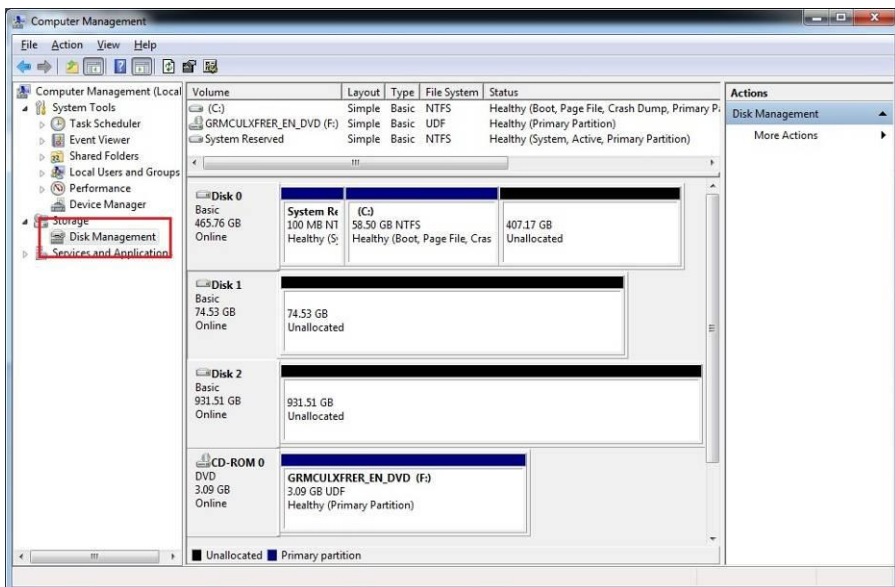 Computer Management
File Action View Help
Computer Management (Local
System Tools
Task Scheduler
Event Viewer
Shared Folders
Local Users and Groups
Performance
Device Manager
Storage
Disk Management
Services and Application
Volume Layout Type File System Status
(C:) Simple Basic NTFS Healthy (Boot, Page File, Crash Dump, Primary P
GRMCULXFRER_EN_DVD (F:) Simple Basic UDF Healthy (Primary Partition)
System Reserved Simple Basic NTFS Healthy (System, Active, Primary Partition)
Disk 0
Basic
465.76 GB
Online
System Re
100 MB NT
Healthy (S
(C:)
58.50 GB NTFS
Healthy (Boot, Page File, Cras
407.17 GB
Unallocated
Disk 1
Basic
74.53 GB
Online
74.53 GB
Unallocated
Disk 2
Basic
931.51 GB
Online
931.51 GB
Unallocated
CD-ROM 0
DVD
3.09 GB
Online
GRMCULXFRER_EN_DVD (F:)
3.09 GB UDF
Healthy (Primary Partition)
Unallocated Primary partition
Actions
Disk Management
More Actions